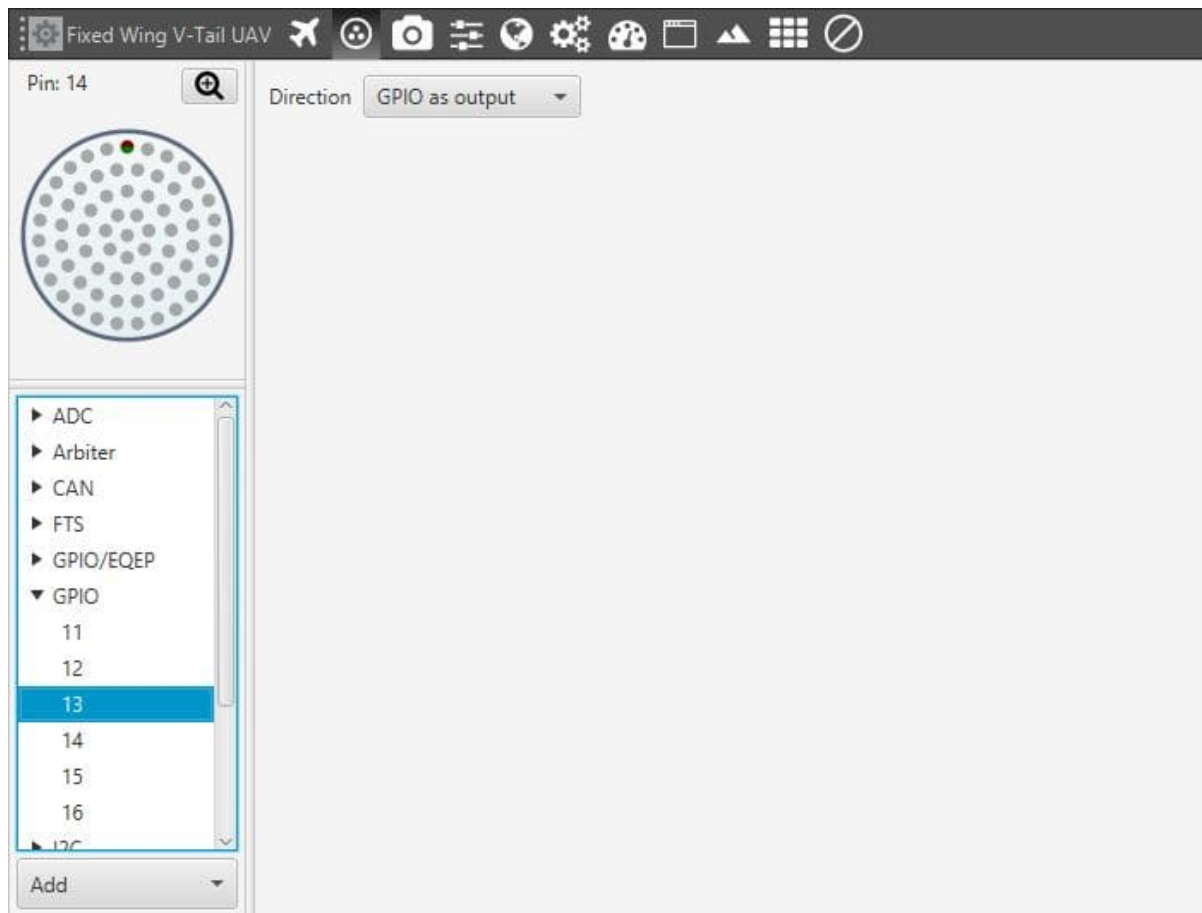 Fixed Wing V-Tail UAV
Pin: 14
Direction GPIO as output
ADC
Arbiter
CAN
FTS
GPIO/EQEP
GPIO
11
12
13
14
15
16
I2C
Add